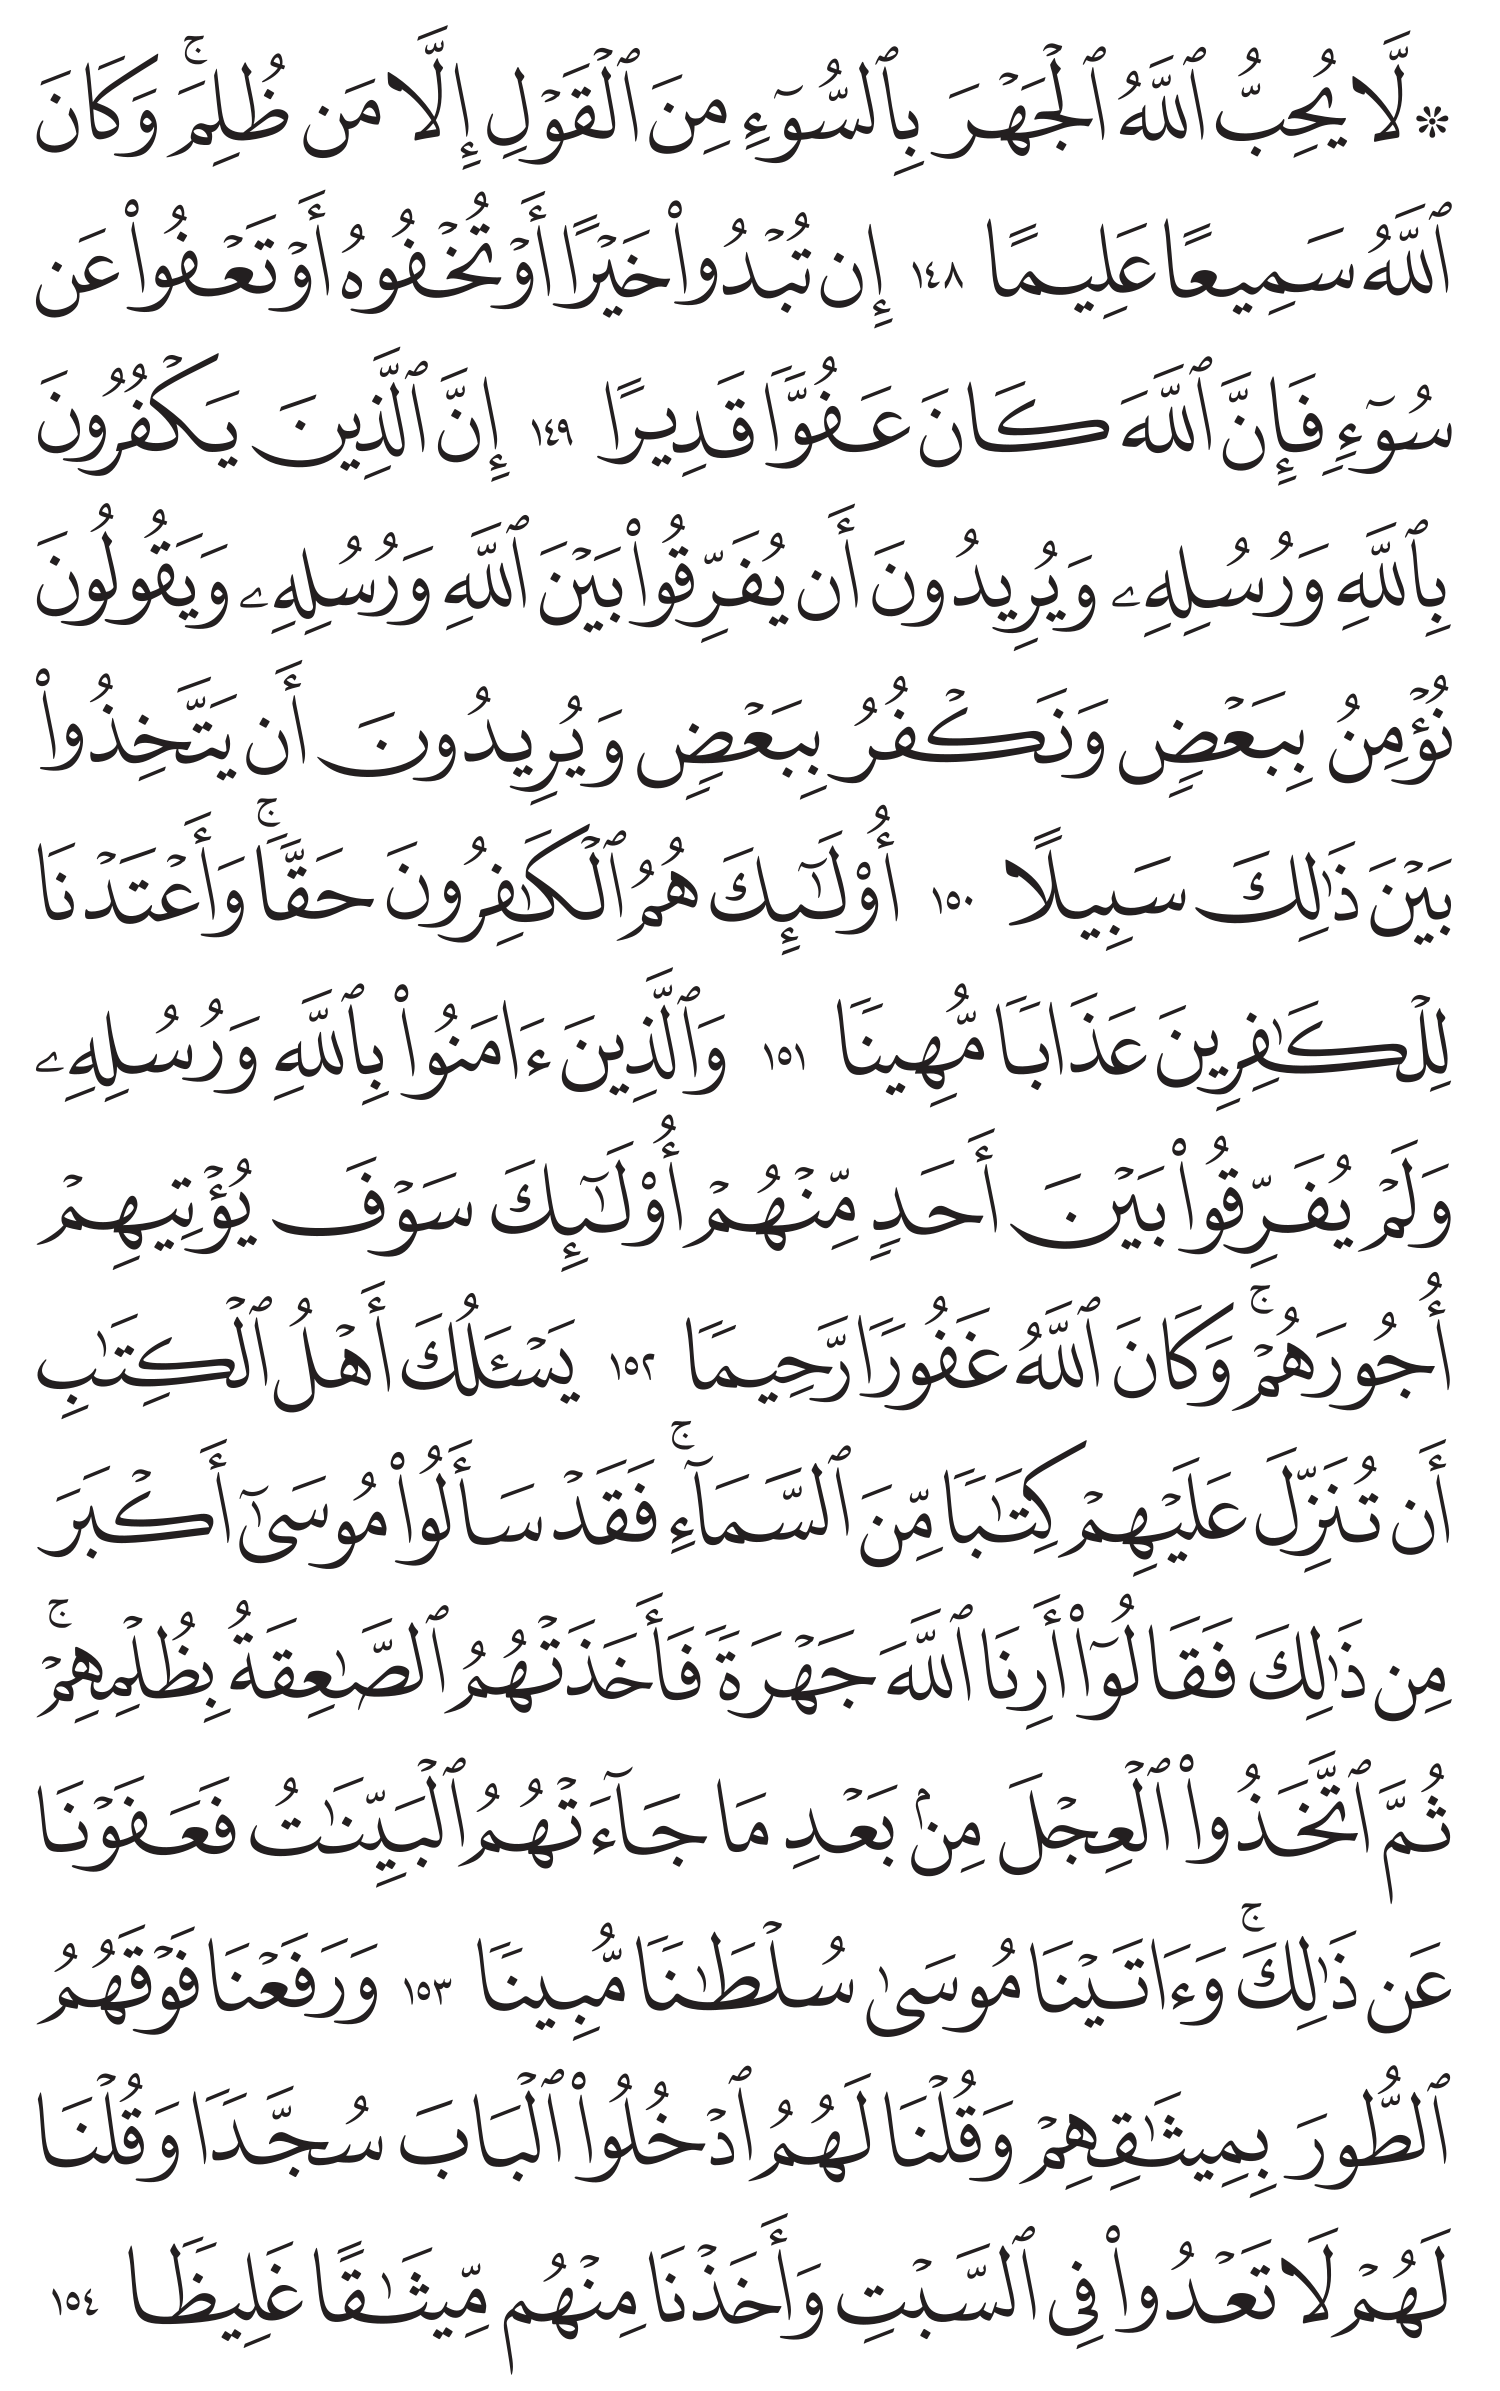 ۞لَّا يُحِبُّ ٱللَّهُ ٱلْجَهْرَ بِٱلسُّوٓءِ مِنَ ٱلْقَوْلِ إِلَّا مَن ظُلِمَۚ وَكَانَ
ٱللَّهُ سَمِيعًا عَلِيمًا ١٤٨ إِن تُبْدُوا۟ خَيْرًا أَوْ تُخْفُوهُ أَوْ تَعْفُوا۟ عَن
سُوٓءٍ فَإِنَّ ٱللَّهَ كَانَ عَفُوًّا قَدِيرًا ١٤٩ إِنَّ ٱلَّذِينَ يَكْفُرُونَ
بِٱللَّهِ وَرُسُلِهِۦ وَيُرِيدُونَ أَن يُفَرِّقُوا۟ بَيْنَ ٱللَّهِ وَرُسُلِهِۦ وَيَقُولُونَ
نُؤْمِنُ بِبَعْضٍ وَنَكْفُرُ بِبَعْضٍ وَيُرِيدُونَ أَن يَتَّخِذُوا۟
بَيْنَ ذَٰلِكَ سَبِيلًا ١٥٠ أُو۟لَـٰٓئِكَ هُمُ ٱلْكَـٰفِرُونَ حَقًّاۚ وَأَعْتَدْنَا
لِلْكَـٰفِرِينَ عَذَابًا مُّهِينًا ١٥١ وَٱلَّذِينَ ءَامَنُوا۟ بِٱللَّهِ وَرُسُلِهِۦ
وَلَمْ يُفَرِّقُوا۟ بَيْنَ أَحَدٍ مِّنْهُمْ أُو۟لَـٰٓئِكَ سَوْفَ يُؤْتِيهِمْ
أُجُورَهُمْۚ وَكَانَ ٱللَّهُ غَفُورًا رَّحِيمًا ١٥٢ يَسْـَٔلُكَ أَهْلُ ٱلْكِتَـٰبِ
أَن تُنَزِّلَ عَلَيْهِمْ كِتَـٰبًا مِّنَ ٱلسَّمَآءِۚ فَقَدْ سَأَلُوا۟ مُوسَىٰٓ أَكْبَرَ
مِن ذَٰلِكَ فَقَالُوٓا۟ أَرِنَا ٱللَّهَ جَهْرَةً فَأَخَذَتْهُمُ ٱلصَّـٰعِقَةُ بِظُلْمِهِمْۚ
ثُمَّ ٱتَّخَذُوا۟ ٱلْعِجْلَ مِنۢ بَعْدِ مَا جَآءَتْهُمُ ٱلْبَيِّنَـٰتُ فَعَفَوْنَا
عَن ذَٰلِكَۚ وَءَاتَيْنَا مُوسَىٰ سُلْطَـٰنًا مُّبِينًا ١٥٣ وَرَفَعْنَا فَوْقَهُمُ
ٱلطُّورَ بِمِيثَـٰقِهِمْ وَقُلْنَا لَهُمُ ٱدْخُلُوا۟ ٱلْبَابَ سُجَّدًا وَقُلْنَا
لَهُمْ لَا تَعْدُوا۟ فِى ٱلسَّبْتِ وَأَخَذْنَا مِنْهُم مِّيثَـٰقًا غَلِيظًا ١٥٤